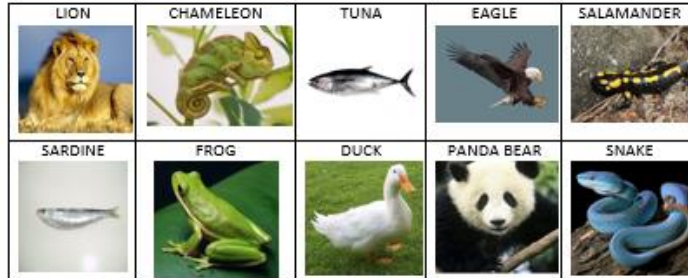 LION
CHAMELEON
TUNA
EAGLE
SALAMANDER
SARDINE
FROG
DUCK
PANDA BEAR
SNAKE